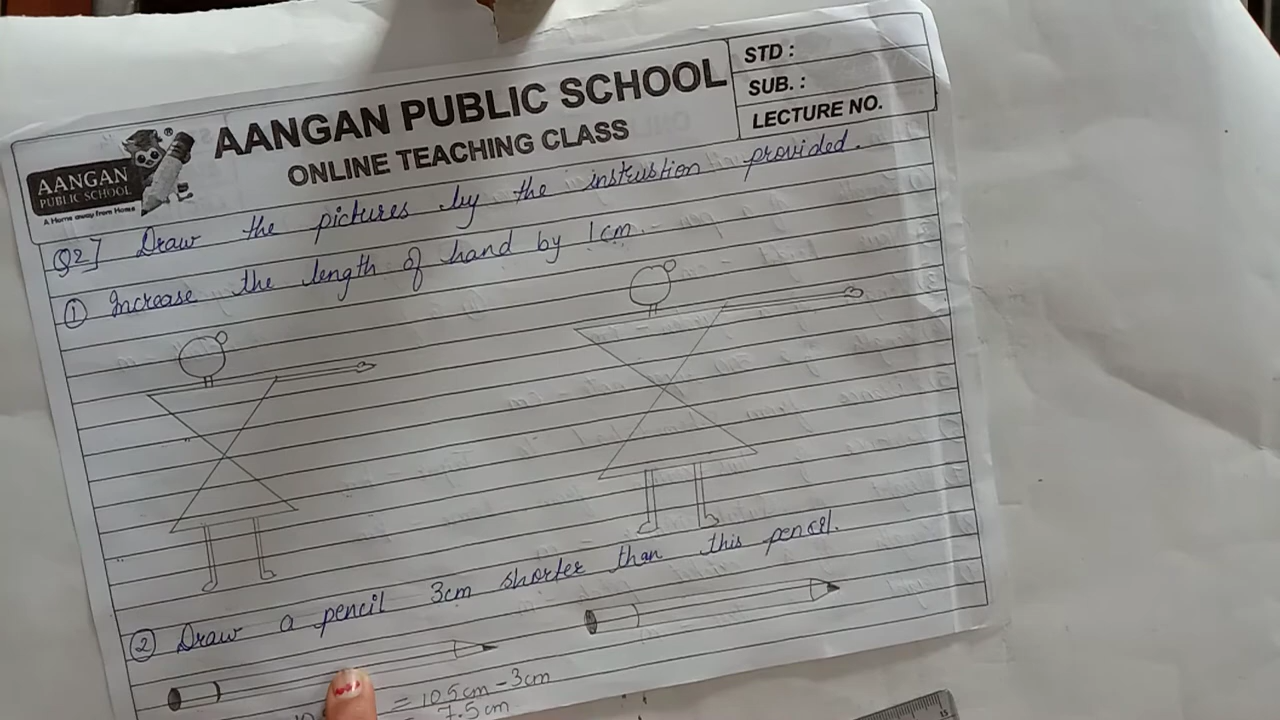 AANGAN PUBLIC SCHOOL
ONLINE TEACHING CLASS
STD :
SUB. :
LECTURE NO.
AANGAN
PUBLIC SCHOOL
A Home away from Home
Q2] Draw the pictures by the instrustion provided.
① Increase the length of hand by 1cm.
② Draw a pencil 3cm shorter than this pencil.
= 10.5cm - 3cm
7.5cm